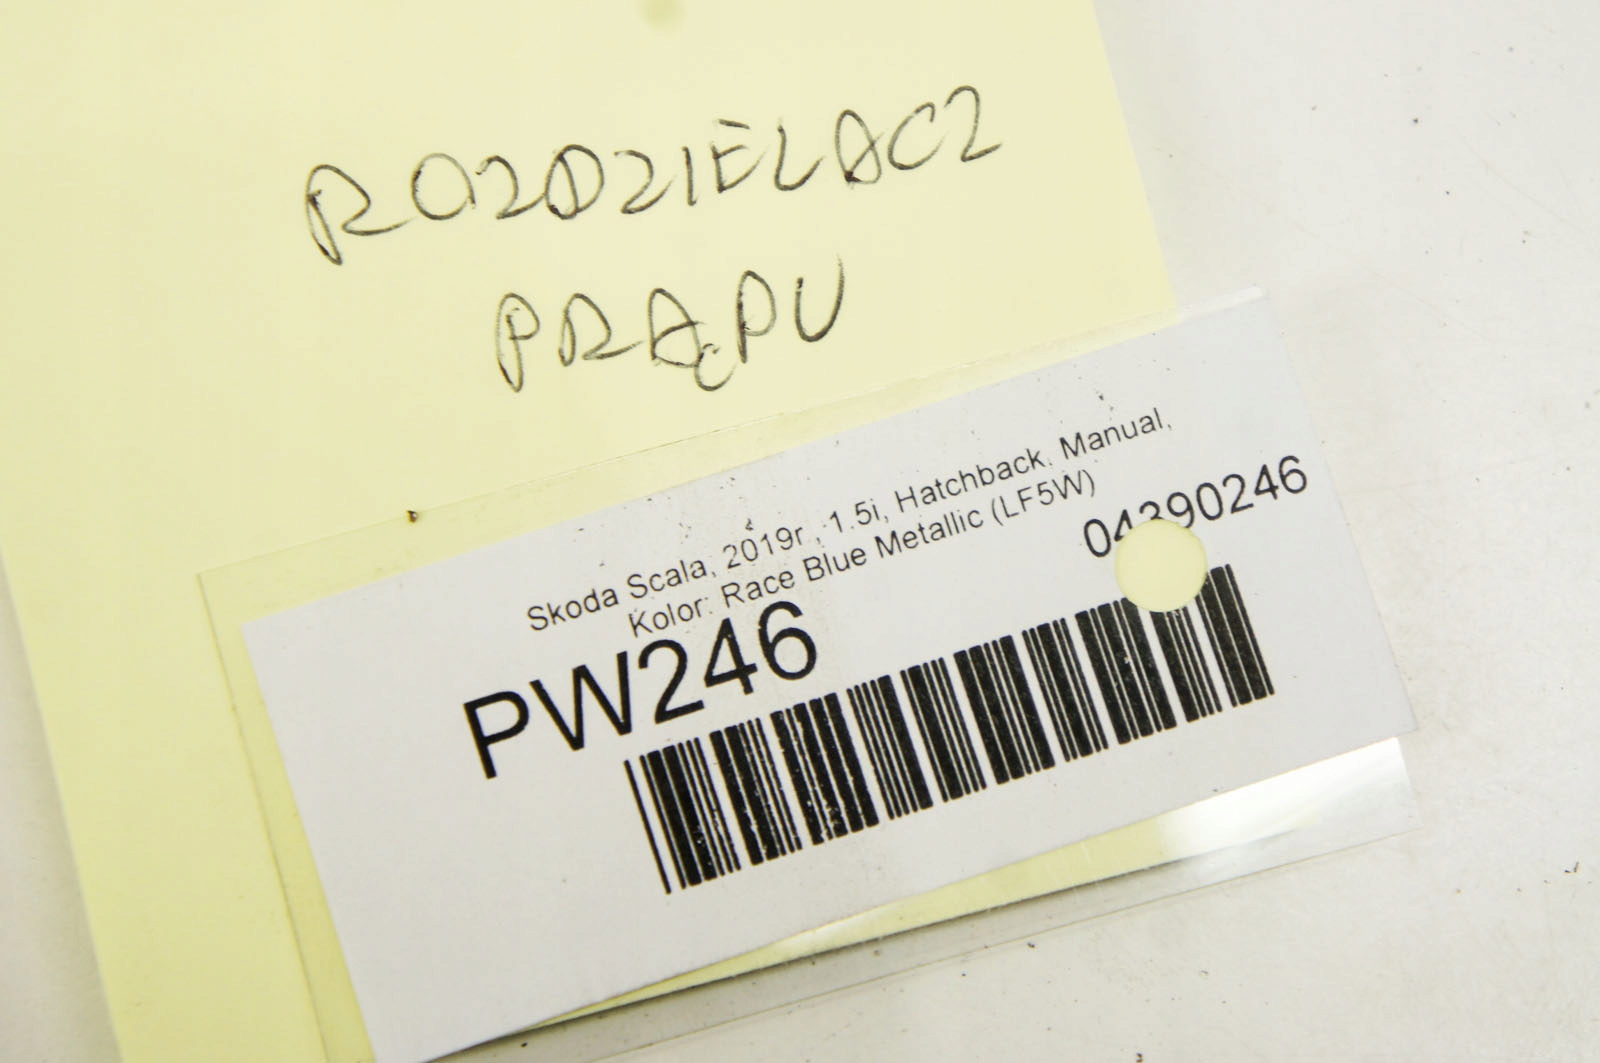 ROZDZIELACZ
PRĄDU
Skoda Scala, 2019r., 1.5i, Hatchback, Manual,
Kolor: Race Blue Metallic (LF5W)
04390246
PW246